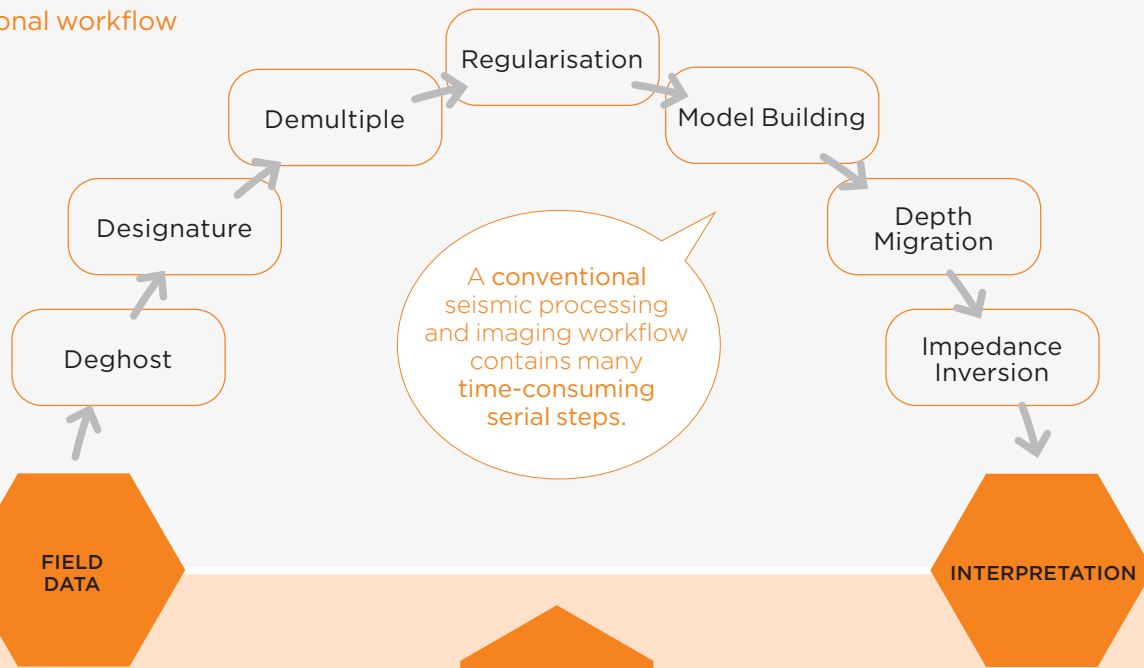 onal workflow
Regularisation
Demultiple
Model Building
Designature
Depth
Migration
Deghost
Impedance
Inversion
A conventional
seismic processing
and imaging workflow
contains many
time-consuming
serial steps.
FIELD
DATA
INTERPRETATION